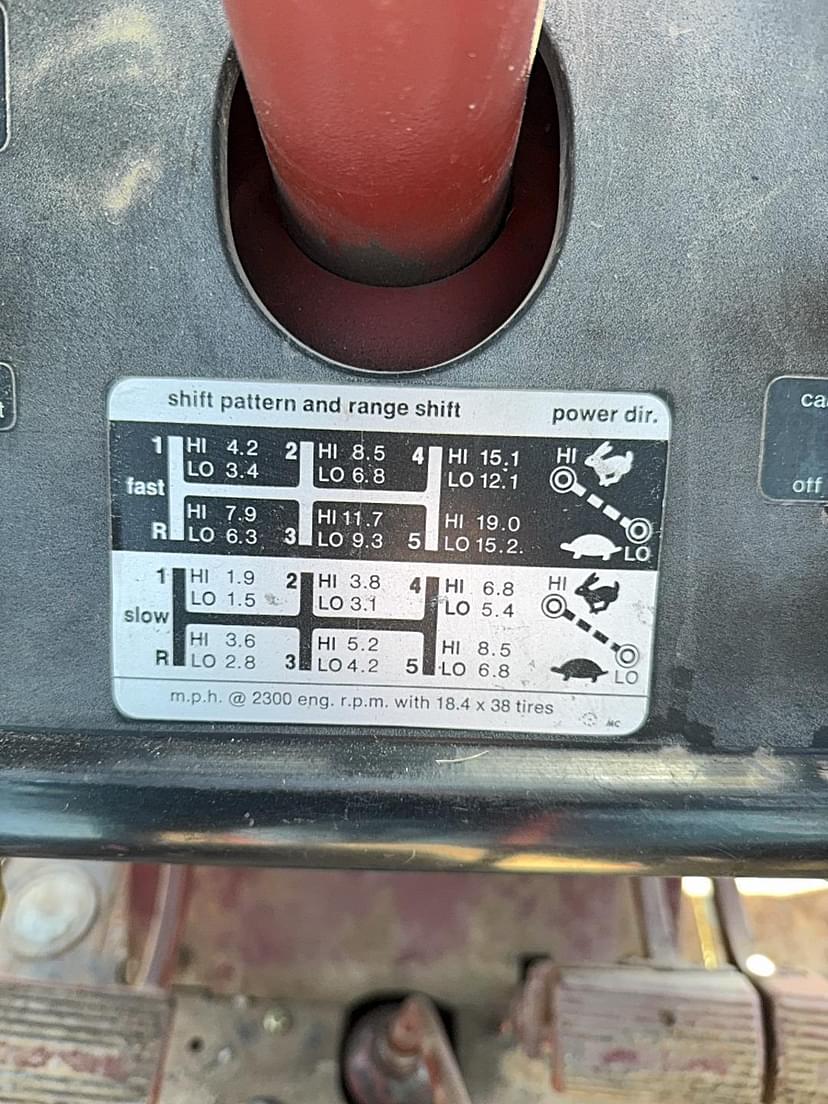 shift pattern and range shift power dir.
1 HI 4.2 2 HI 8.5 4 HI 15.1 HI
LO 3.4 LO 6.8 LO 12.1
fast
HI 7.9 HI 11.7 HI 19.0
R LO 6.3 3 LO 9.3 5 LO 15.2. LO
1 HI 1.9 2 HI 3.8 4 HI 6.8 HI
LO 1.5 LO 3.1 LO 5.4
slow
HI 3.6 HI 5.2 HI 8.5
R LO 2.8 3 LO 4.2 5 LO 6.8 LO
m.p.h. @ 2300 eng. r.p.m. with 18.4 x 38 tires
MC
t
ca
off